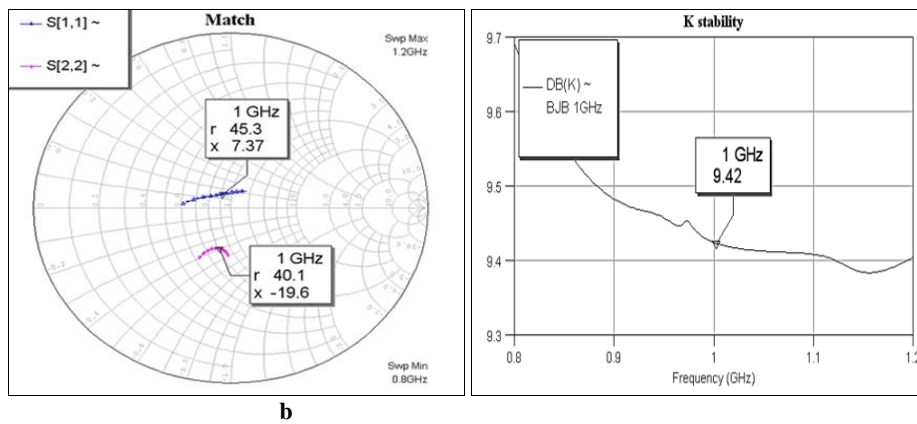 Match
S[1,1] ~
S[2,2] ~
Swp Max
1.2GHz
1 GHz
r 45.3
x 7.37
1 GHz
r 40.1
x -19.6
Swp Min
0.8GHz
b
K stability
9.7
9.6
9.5
9.4
9.3
DB(K) ~
BJB 1GHz
1 GHz
9.42
0.8
0.9
1
1.1
1.2
Frequency (GHz)